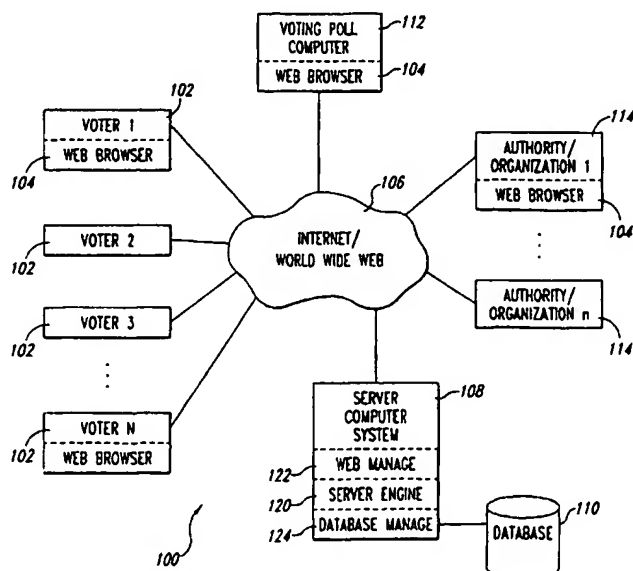 VOTING POLL
COMPUTER
112
WEB BROWSER
104
102
VOTER 1
104
WEB BROWSER
102
VOTER 2
102
VOTER 3
102
VOTER N
WEB BROWSER
106
INTERNET/
WORLD WIDE WEB
114
AUTHORITY/
ORGANIZATION 1
WEB BROWSER
104
AUTHORITY/
ORGANIZATION n
114
108
SERVER
COMPUTER
SYSTEM
122
WEB MANAGE
120
SERVER ENGINE
124
DATABASE MANAGE
110
DATABASE
100